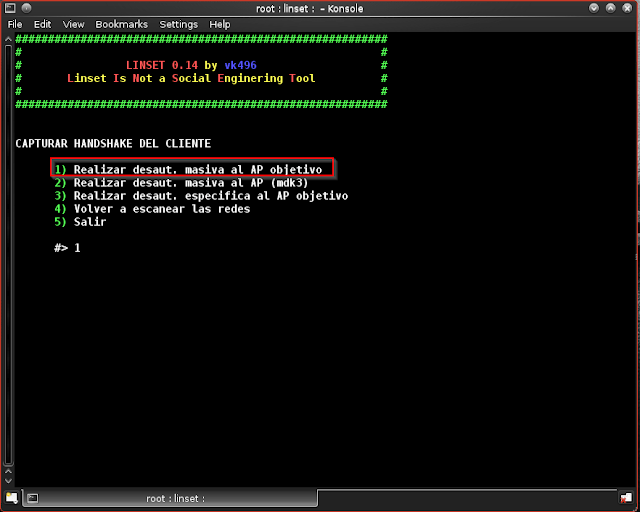 root : linset : – Konsole
File Edit View Bookmarks Settings Help
#########################################################
# #
# LINSET 0.14 by vk496 #
# Linset Is Not a Social Enginering Tool #
# #
#########################################################
CAPTURAR HANDSHAKE DEL CLIENTE
1) Realizar desaut. masiva al AP objetivo
2) Realizar desaut. masiva al AP (mdk3)
3) Realizar desaut. especifica al AP objetivo
4) Volver a escanear las redes
5) Salir
#> 1
root : linset :